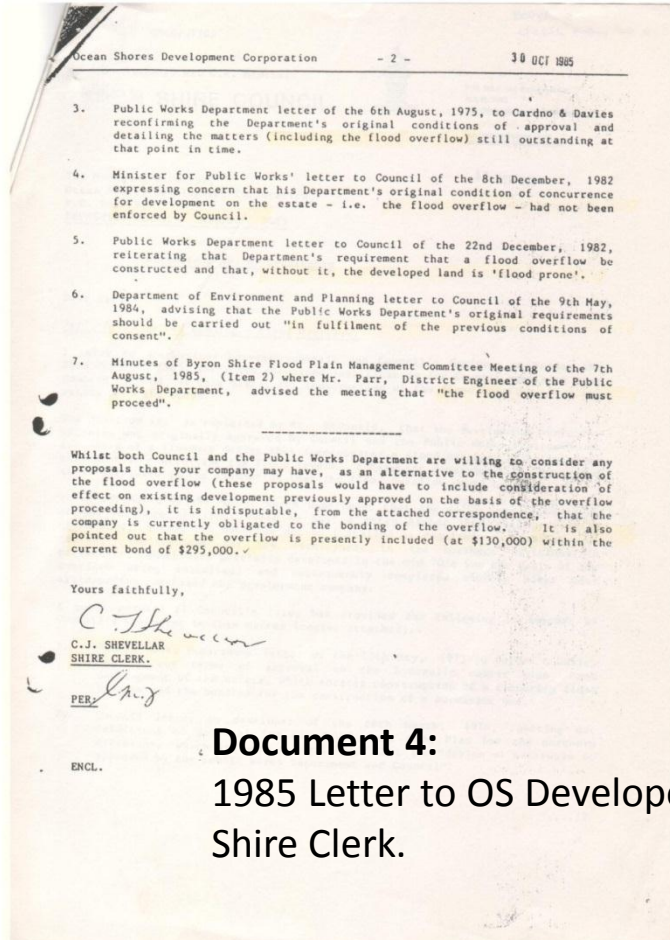 Ocean Shores Development Corporation - 2 - 30 OCT 1985
3. Public Works Department letter of the 6th August, 1975, to Cardno & Davies
reconfirming the Department's original conditions of approval and
detailing the matters (including the flood overflow) still outstanding at
that point in time.
4. Minister for Public Works' letter to Council of the 8th December, 1982
expressing concern that his Department's original condition of concurrence
for development on the estate - i.e. the flood overflow - had not been
enforced by Council.
5. Public Works Department letter to Council of the 22nd December, 1982,
reiterating that Department's requirement that a flood overflow be
constructed and that, without it, the developed land is 'flood prone'.
6. Department of Environment and Planning letter to Council of the 9th May,
1984, advising that the Public Works Department's original requirements
should be carried out "in fulfilment of the previous conditions of
consent".
7. Minutes of Byron Shire Flood Plain Management Committee Meeting of the 7th
August, 1985, (Item 2) where Mr. Parr, District Engineer of the Public
Works Department, advised the meeting that "the flood overflow must
proceed".
Whilst both Council and the Public Works Department are willing to consider any
proposals that your company may have, as an alternative to the construction of
the flood overflow (these proposals would have to include consideration of
effect on existing development previously approved on the basis of the overflow
proceeding), it is indisputable, from the attached correspondence, that the
company is currently obligated to the bonding of the overflow. It is also
pointed out that the overflow is presently included (at $130,000) within the
current bond of $295,000.
Yours faithfully,
C.J. SHEVELLAR
SHIRE CLERK.
PER:
ENCL.
Document 4:
1985 Letter to OS Develope
Shire Clerk.